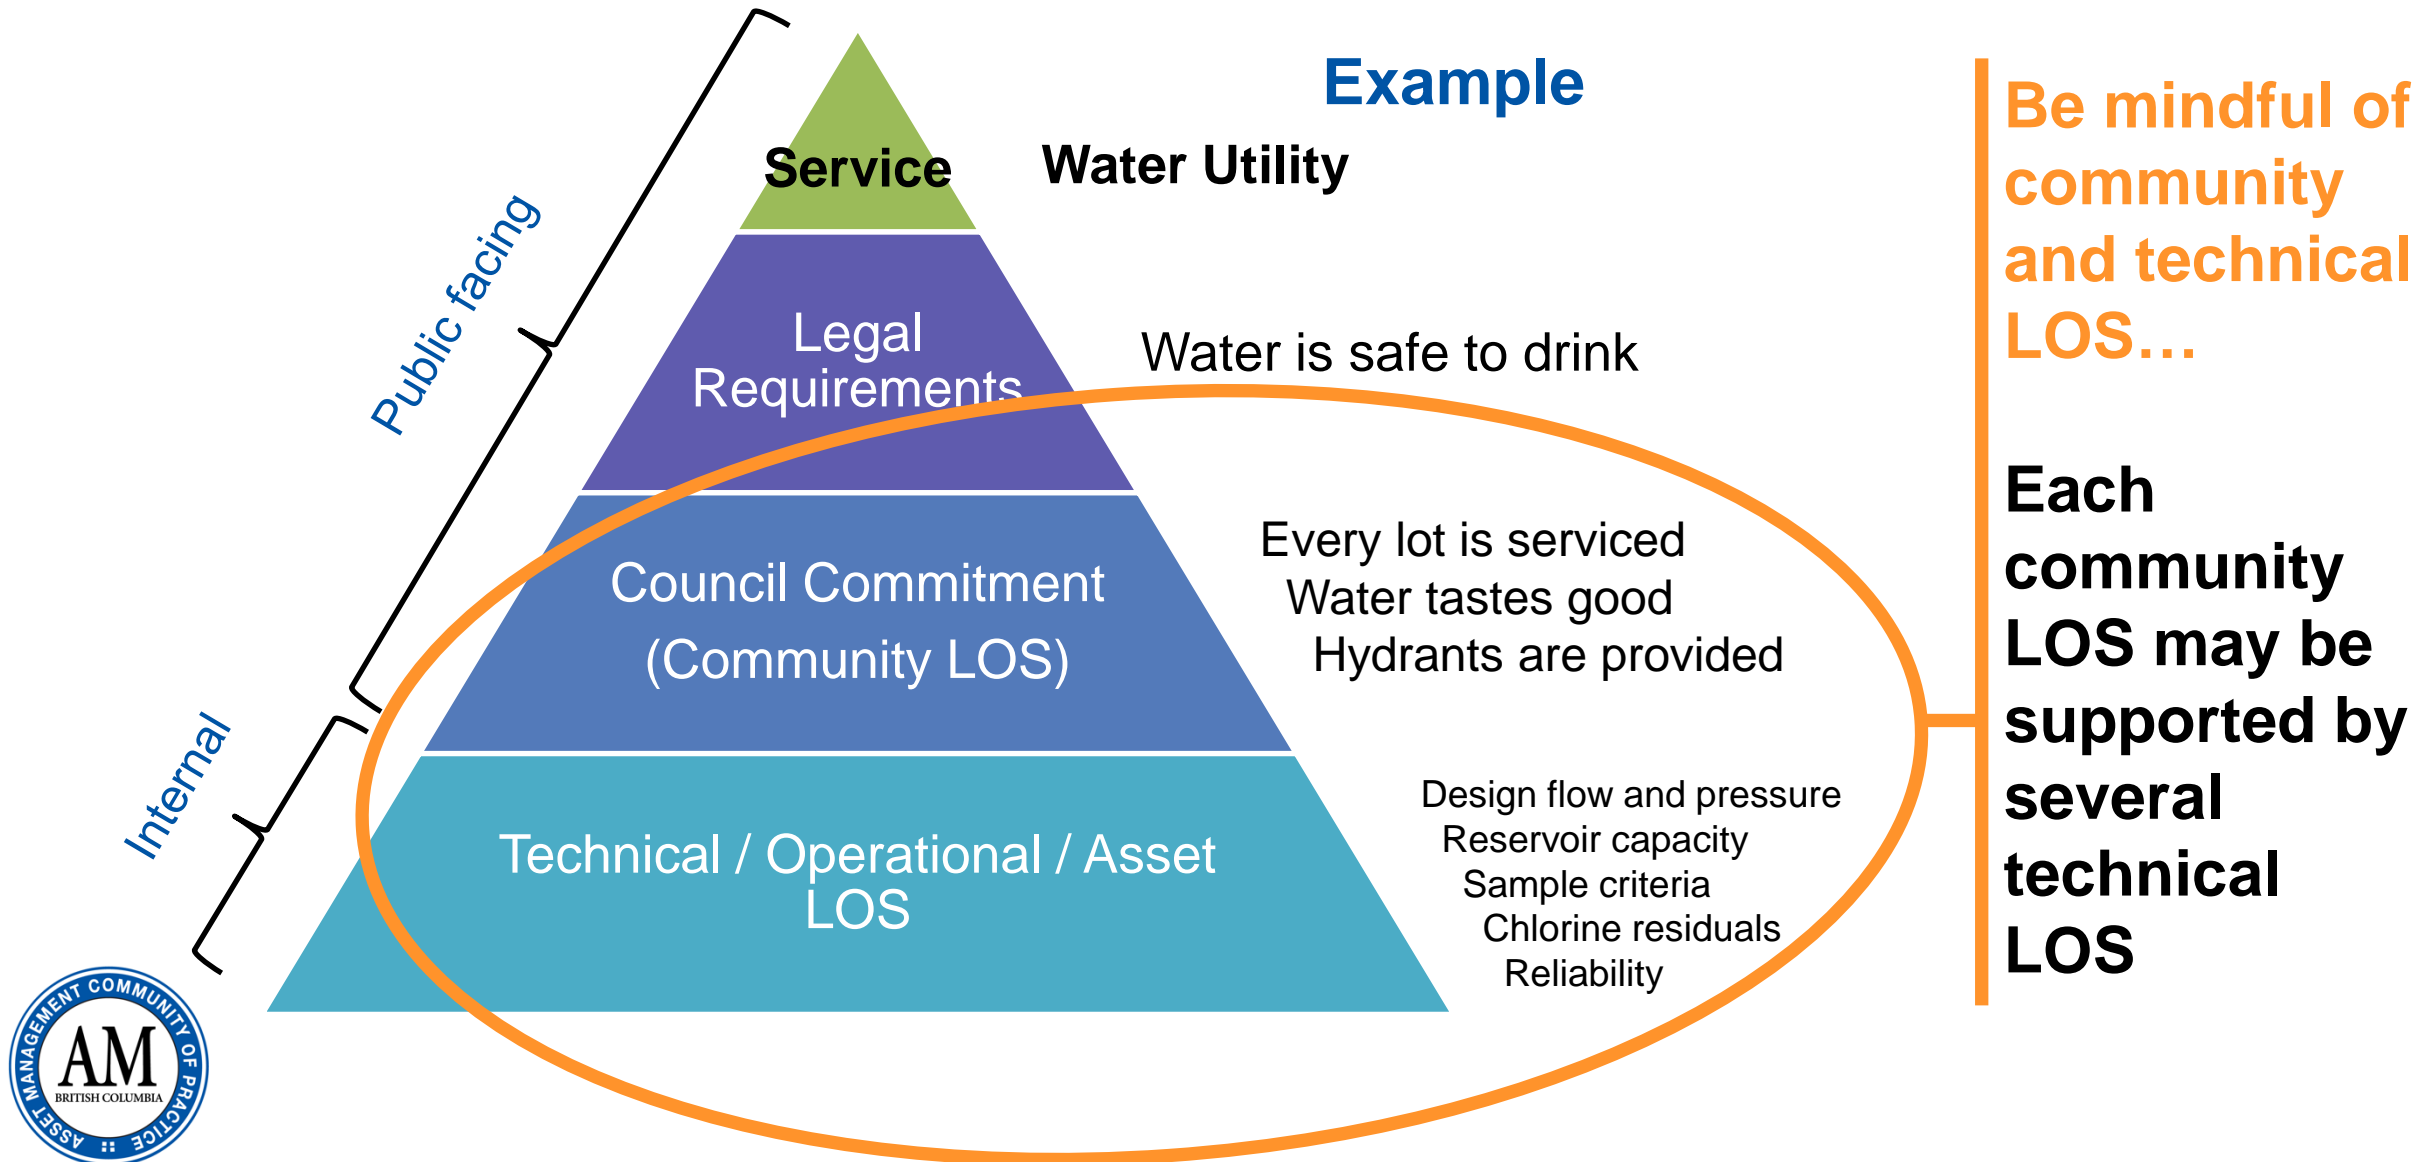 Example
Service
Water Utility
Public facing
Legal
Requirements
Water is safe to drink
Council Commitment
(Community LOS)
Every lot is serviced
Water tastes good
Hydrants are provided
Internal
Technical / Operational / Asset
LOS
Design flow and pressure
Reservoir capacity
Sample criteria
Chlorine residuals
Reliability
Be mindful of
community
and technical
LOS…
Each
community
LOS may be
supported by
several
technical
LOS
ASSET MANAGEMENT COMMUNITY OF PRACTICE
AM
BRITISH COLUMBIA